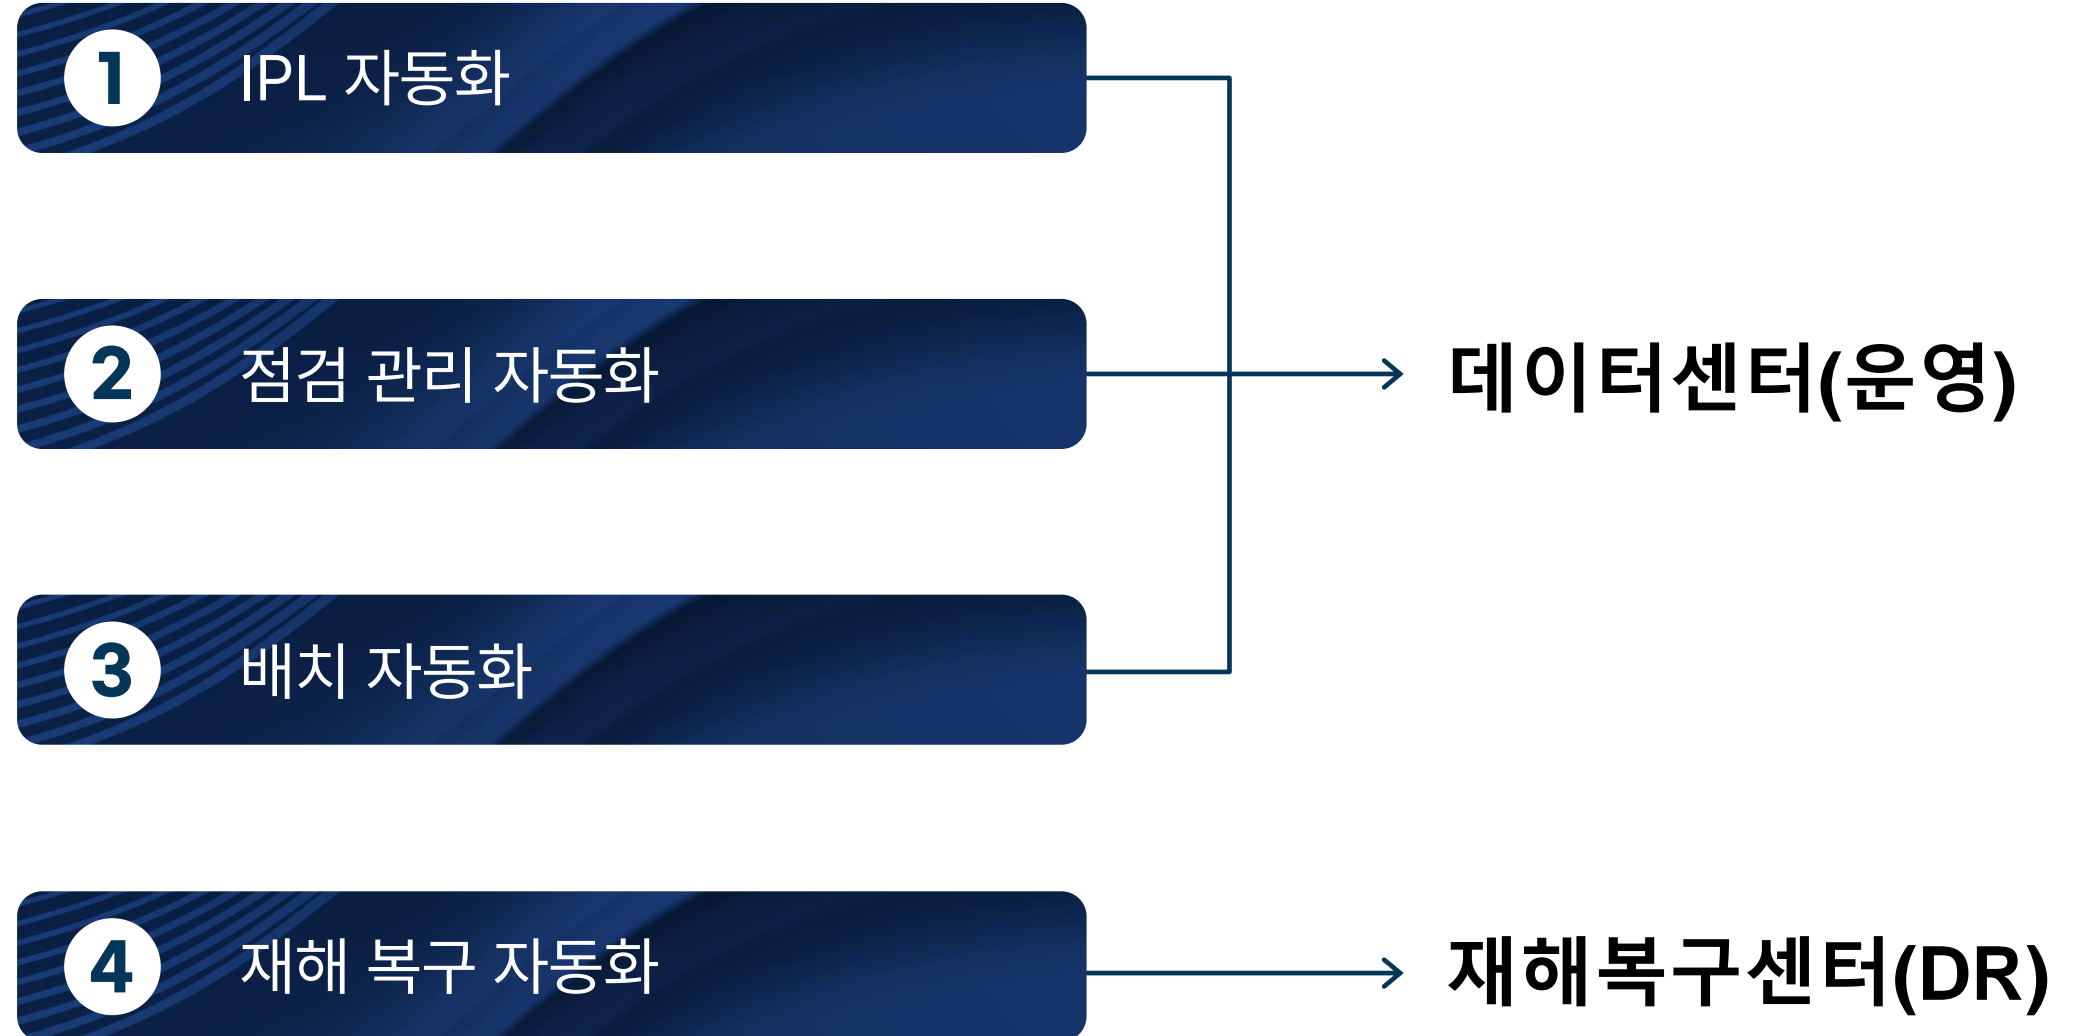 1 IPL 자동화
2 점검 관리 자동화
데이터센터(운영)
3 배치 자동화
4 재해 복구 자동화
재해복구센터(DR)